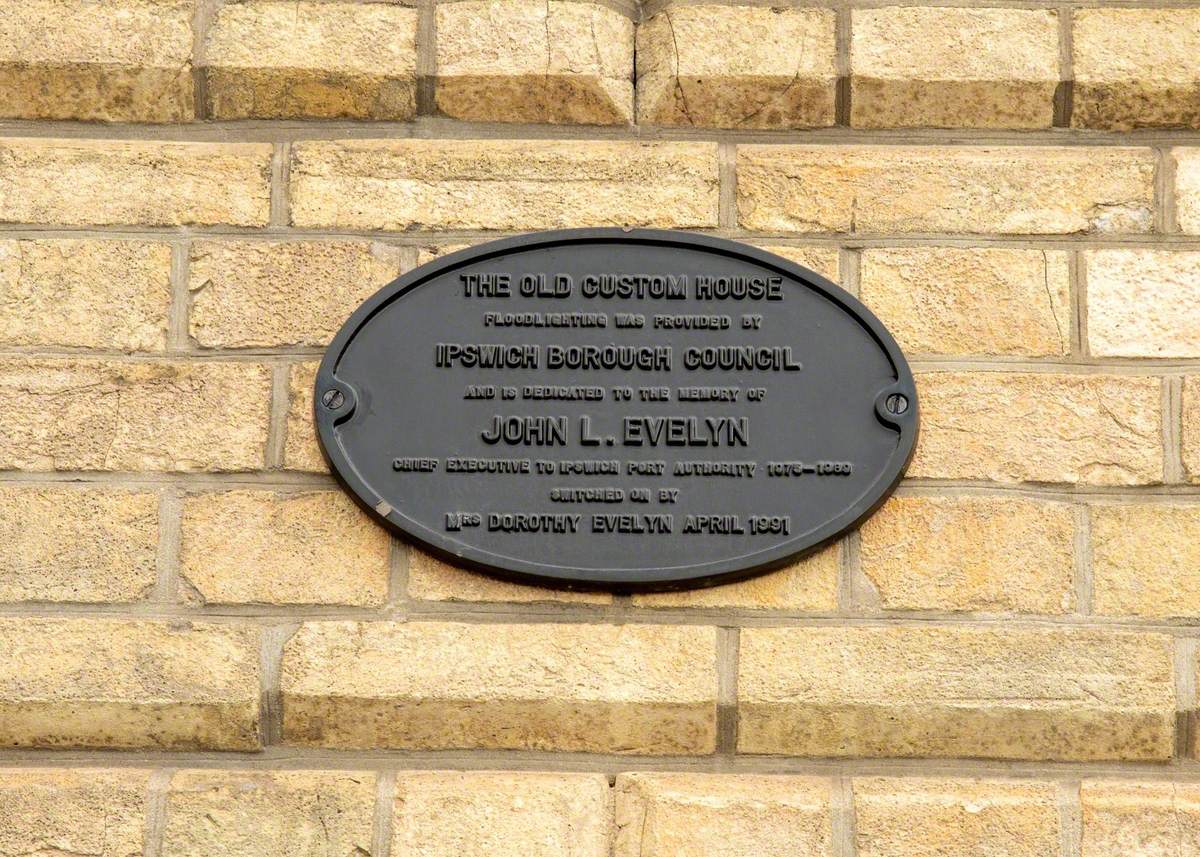 THE OLD CUSTOM HOUSE
FLOODLIGHTING WAS PROVIDED BY
IPSWICH BOROUGH COUNCIL
AND IS DEDICATED TO THE MEMORY OF
JOHN L. EVELYN
CHIEF EXECUTIVE TO IPSWICH PORT AUTHORITY
SWITCHED ON BY
MRS DOROTHY EVELYN APRIL 1991